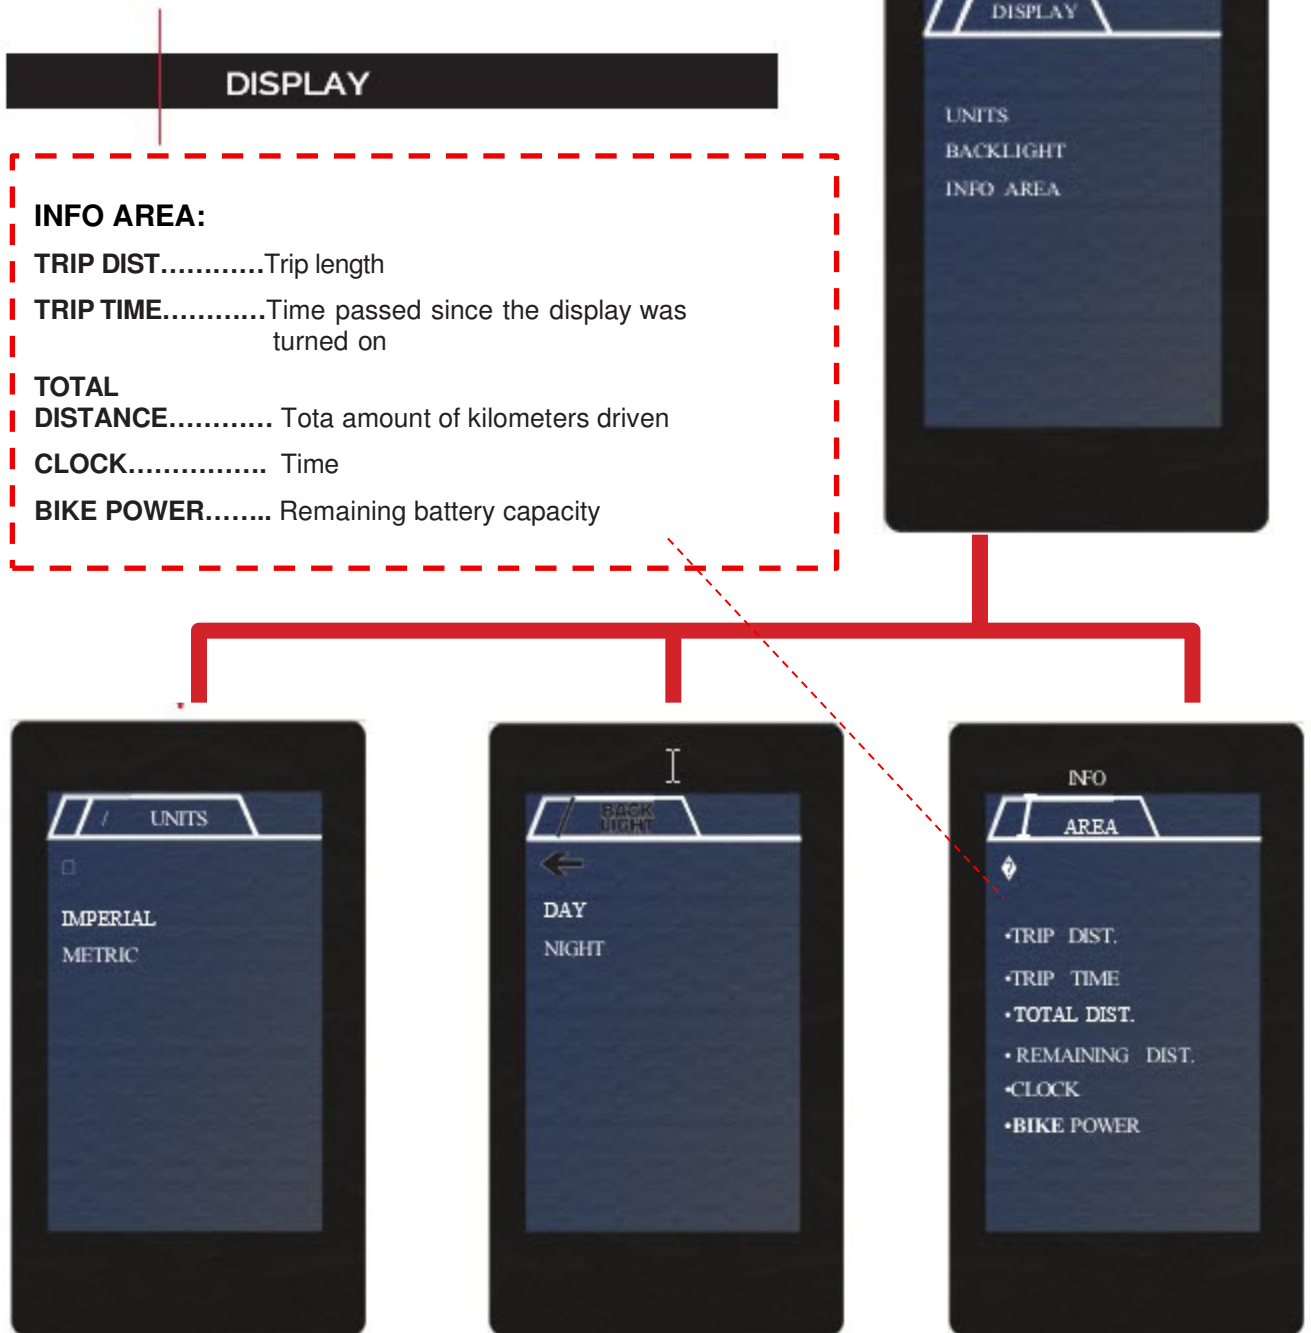 DISPLAY
DISPLAY
UNITS
BACKLIGHT
INFO AREA
INFO AREA:
TRIP DIST............Trip length
TRIP TIME............Time passed since the display was
turned on
TOTAL
DISTANCE............ Tota amount of kilometers driven
CLOCK................ Time
BIKE POWER........ Remaining battery capacity
/ UNITS
IMPERIAL
METRIC
BACK
LIGHT
DAY
NIGHT
INFO
AREA
•TRIP DIST.
•TRIP TIME
•TOTAL DIST.
•REMAINING DIST.
•CLOCK
•BIKE POWER